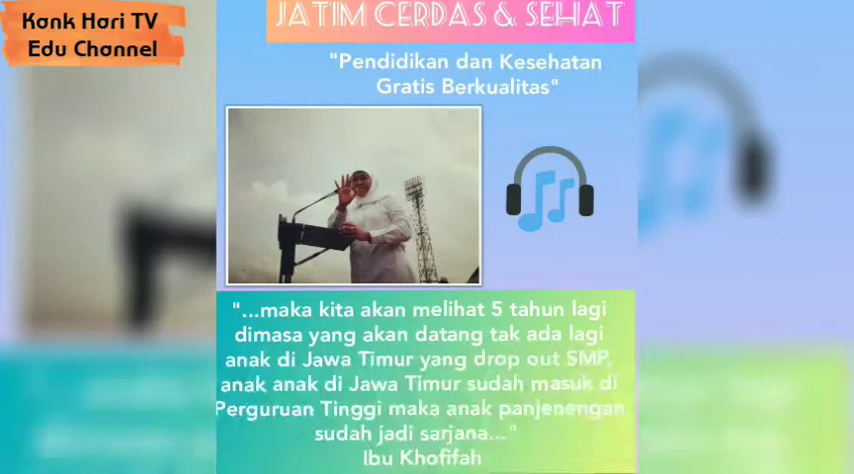 Kank Hari TV
Edu Channel
JATIM CERDAS & SEHAT
"Pendidikan dan Kesehatan
Gratis Berkualitas"
"...maka kita akan melihat 5 tahun lagi
dimasa yang akan datang tak ada lagi
anak di Jawa Timur yang drop out SMP,
anak anak di Jawa Timur sudah masuk di
Perguruan Tinggi maka anak panjenengan
sudah jadi sarjana..."
Ibu Khofifah